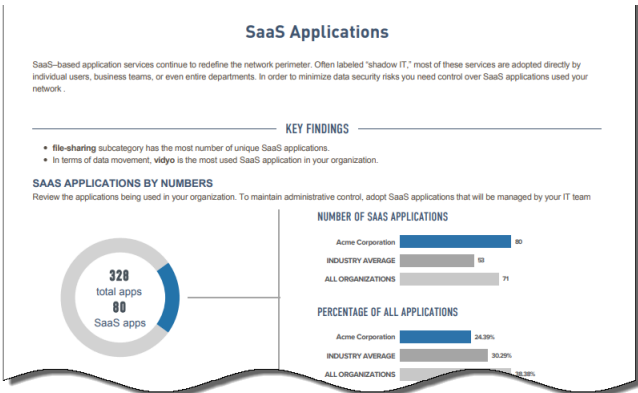 SaaS Applications
SaaS–based application services continue to redefine the network perimeter. Often labeled “shadow IT,” most of these services are adopted directly by
individual users, business teams, or even entire departments. In order to minimize data security risks you need control over SaaS applications used your
network .
KEY FINDINGS
• file-sharing subcategory has the most number of unique SaaS applications.
• In terms of data movement, vidyo is the most used SaaS application in your organization.
SAAS APPLICATIONS BY NUMBERS
Review the applications being used in your organization. To maintain administrative control, adopt SaaS applications that will be managed by your IT team
328
total apps
80
SaaS apps
NUMBER OF SAAS APPLICATIONS
Acme Corporation 80
INDUSTRY AVERAGE 53
ALL ORGANIZATIONS 71
PERCENTAGE OF ALL APPLICATIONS
Acme Corporation 24.39%
INDUSTRY AVERAGE 30.29%
ALL ORGANIZATIONS 38.38%